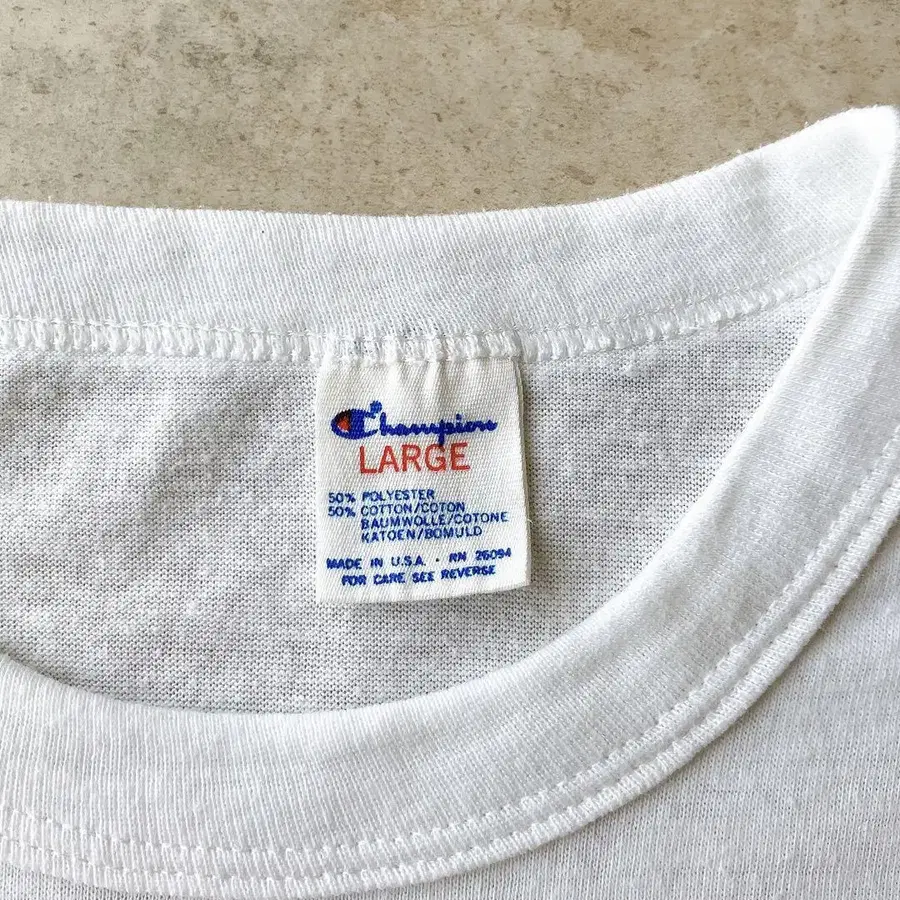 Champion
LARGE
50% POLYESTER
50% COTTON/COTON
BAUMWOLLE/COTONE
KATOEN/BOMULD
MADE IN U.S.A. · RN 26094
FOR CARE SEE REVERSE